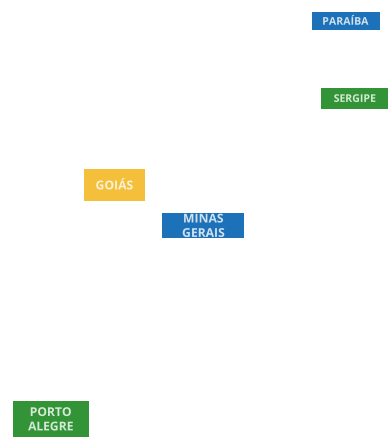 PARAÍBA
SERGIPE
GOIÁS
MINAS
GERAIS
PORTO
ALEGRE